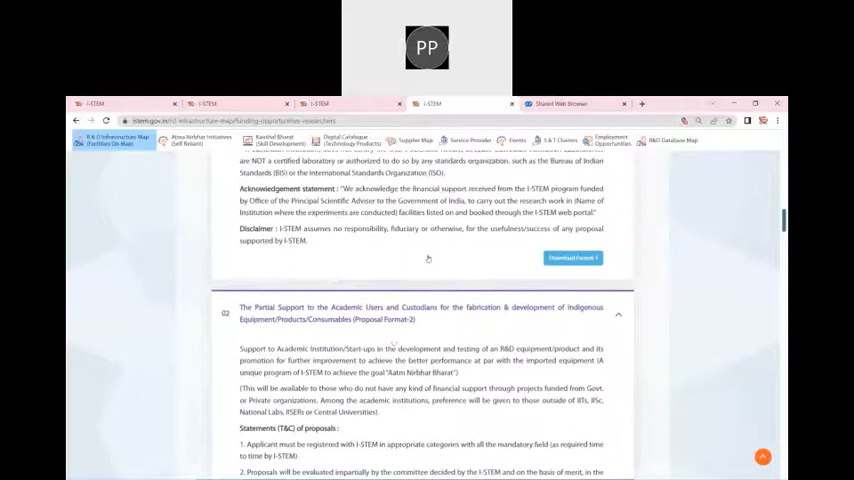 PP
I-STEM
I-STEM
I-STEM
I-STEM
Shared Web Browser
istem.gov.in/rd-infrastructure-map/funding-opportunities-researchers
R & D Infrastructure Map
(Facilities On Map)
Atma Nirbhar Initiatives
(Self Reliant)
Kaushal Bharat
(Skill Development)
Digital Catalogue
(Technology Products)
Supplier Map
Service Provider
Events
S & T Clusters
Employment
Opportunities
R&D Database Map
are NOT a certified laboratory or authorized to do so by any standards organization, such as the Bureau of Indian
Standards (BIS) or the International Standards Organization (ISO).
Acknowledgement statement : "We acknowledge the financial support received from the I-STEM program funded
by Office of the Principal Scientific Adviser to the Government of India, to carry out the research work in (Name of
Institution where the experiments are conducted) facilities listed on and booked through the I-STEM web portal."
Disclaimer : I-STEM assumes no responsibility, fiduciary or otherwise, for the usefulness/success of any proposal
supported by I-STEM.
Download Format 1
02
The Partial Support to the Academic Users and Custodians for the fabrication & development of Indigenous
Equipment/Products/Consumables (Proposal Format-2)
Support to Academic Institution/Start-ups in the development and testing of an R&D equipment/product and its
promotion for further improvement to achieve the better performance at par with the imported equipment (A
unique program of I-STEM to achieve the goal "Aatm Nirbhar Bharat")
(This will be available to those who do not have any kind of financial support through projects funded from Govt.
or Private organizations. Among the academic institutions, preference will be given to those outside of IITs, IISc,
National Labs, IISERs or Central Universities).
Statements (T&C) of proposals :
1. Applicant must be registered with I-STEM in appropriate categories with all the mandatory field (as required time
to time by I-STEM)
2. Proposals will be evaluated impartially by the committee decided by the I-STEM and on the basis of merit, in the